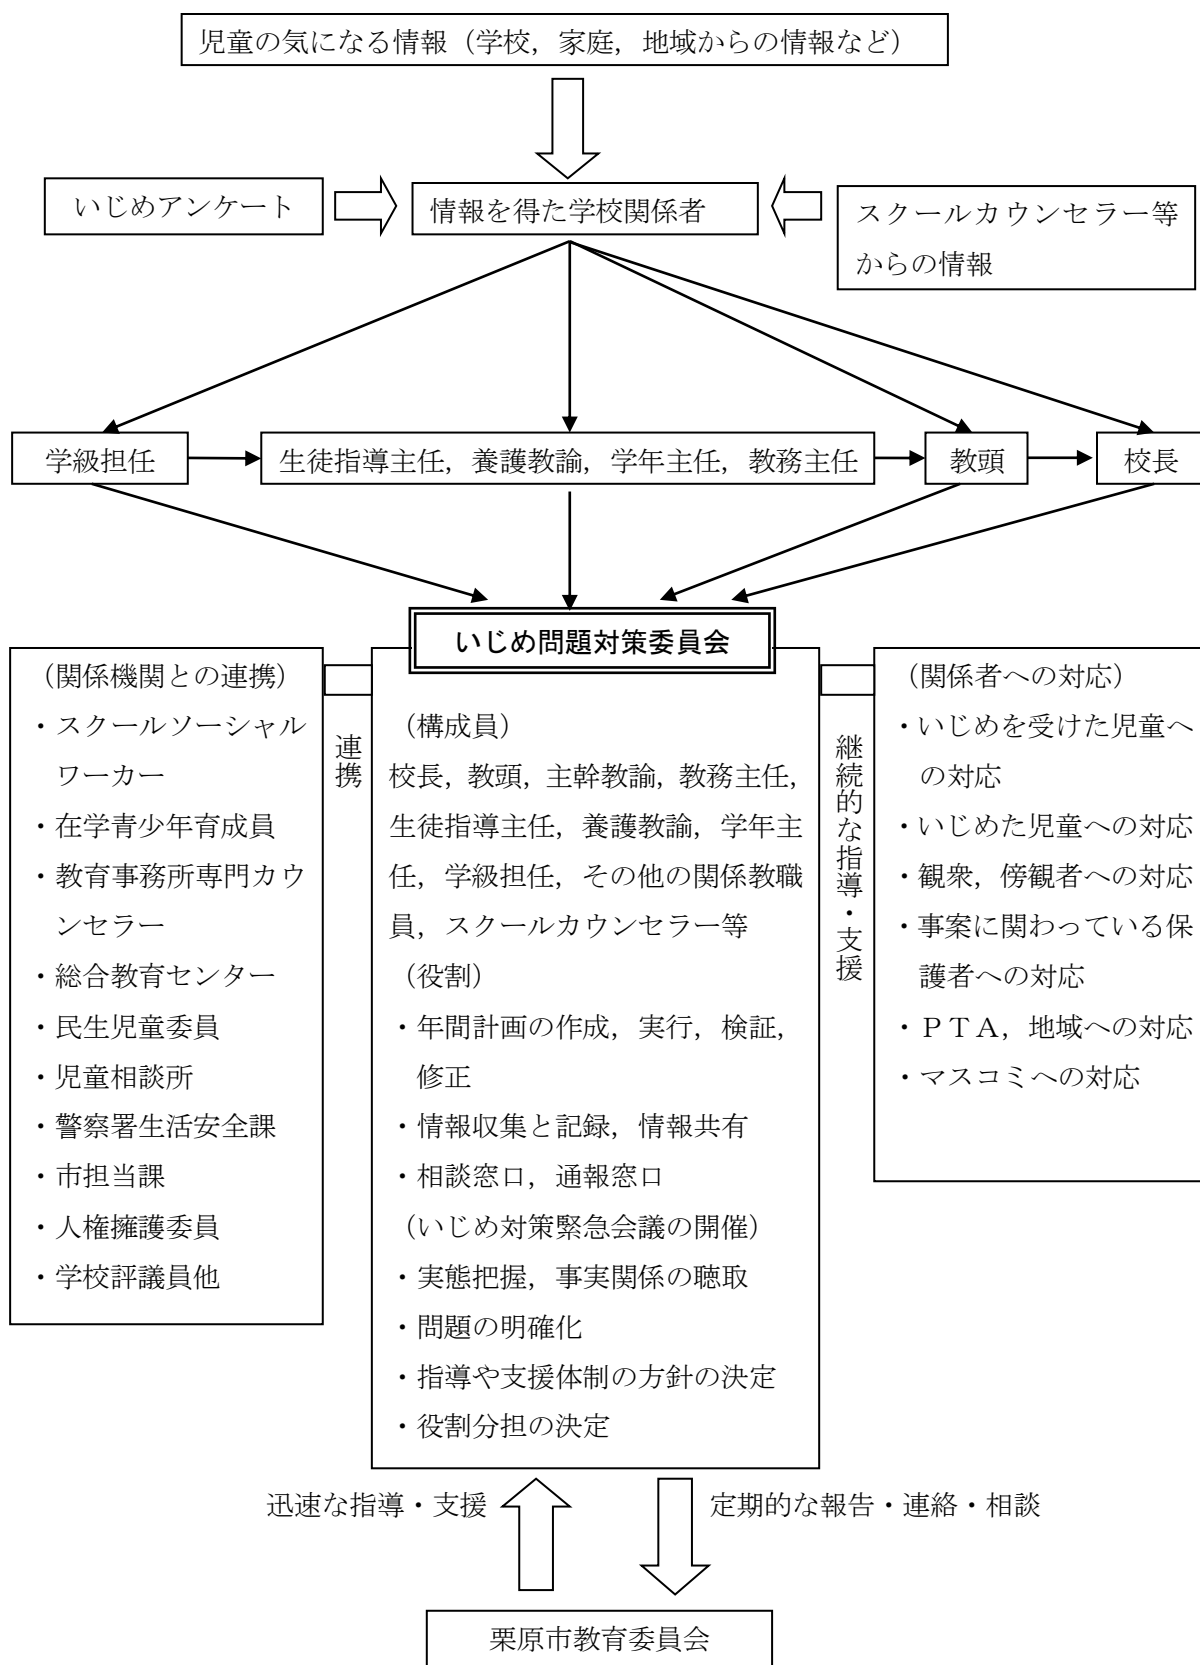 児童の気になる情報（学校，家庭，地域からの情報など）
いじめアンケート
情報を得た学校関係者
スクールカウンセラー等
からの情報
学級担任
生徒指導主任，養護教諭，学年主任，教務主任
教頭
校長
いじめ問題対策委員会
（関係機関との連携）
・スクールソーシャル
ワーカー
・在学青少年育成員
・教育事務所専門カウ
ンセラー
・総合教育センター
・民生児童委員
・児童相談所
・警察署生活安全課
・市担当課
・人権擁護委員
・学校評議員他
連携
（構成員）
校長，教頭，主幹教諭，教務主任，
生徒指導主任，養護教諭，学年主
任，学級担任，その他の関係教職
員，スクールカウンセラー等
（役割）
・年間計画の作成，実行，検証，
修正
・情報収集と記録，情報共有
・相談窓口，通報窓口
（いじめ対策緊急会議の開催）
・実態把握，事実関係の聴取
・問題の明確化
・指導や支援体制の方針の決定
・役割分担の決定
継続的な指導・支援
（関係者への対応）
・いじめを受けた児童へ
の対応
・いじめた児童への対応
・観衆，傍観者への対応
・事案に関わっている保
護者への対応
・ＰＴＡ，地域への対応
・マスコミへの対応
迅速な指導・支援
定期的な報告・連絡・相談
栗原市教育委員会